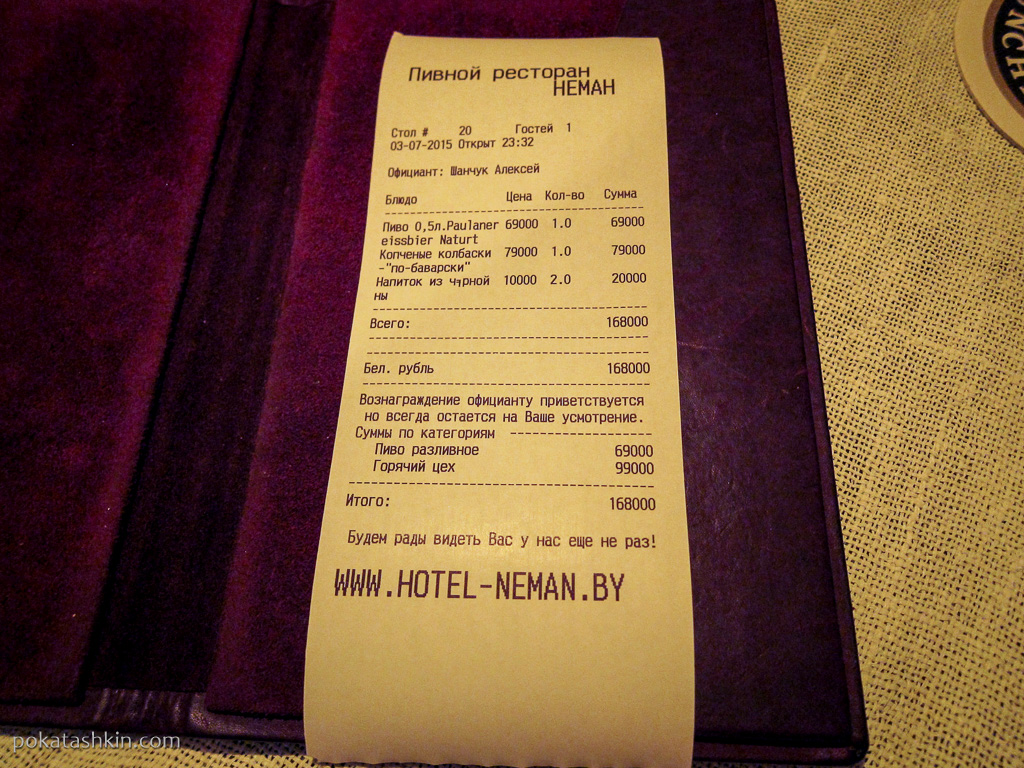 Пивной ресторан
НЕМАН
Стол # 20 Гостей 1
03-07-2015 Открыт 23:32
Официант: Шанчук Алексей
Блюдо Цена Кол-во Сумма
Пиво 0,5л.Paulaner 69000 1.0 69000
eissbier Naturt
Копченые колбаски 79000 1.0 79000
-"по-баварски"
Напиток из чı­рной 10000 2.0 20000
ны
Всего: 168000
Бел. рубль 168000
Вознаграждение официанту приветствуется
но всегда остается на Ваше усмотрение.
Суммы по категориям
Пиво разливное 69000
Горячий цех 99000
Итого: 168000
Будем рады видеть Вас у нас еще не раз!
WWW.HOTEL-NEMAN.BY
pokatashkin.com